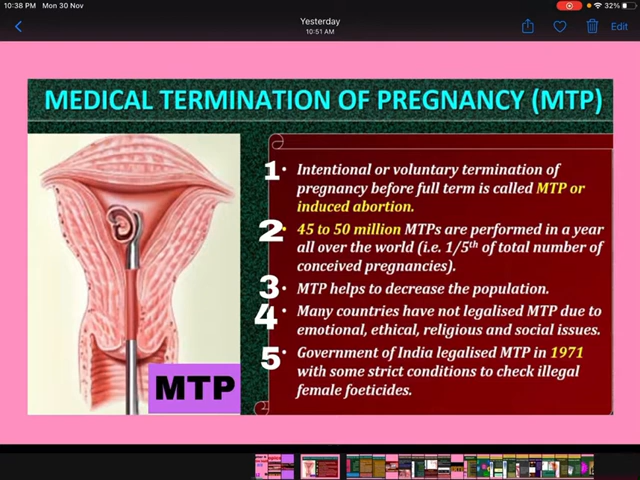 10:38 PM Mon 30 Nov
32%
Yesterday
10:51 AM
Edit
MEDICAL TERMINATION OF PREGNANCY (MTP)
1 • Intentional or voluntary termination of
pregnancy before full term is called MTP or
induced abortion.
2 • 45 to 50 million MTPs are performed in a year
all over the world (i.e. 1/5th of total number of
conceived pregnancies).
3 • MTP helps to decrease the population.
4 • Many countries have not legalised MTP due to
emotional, ethical, religious and social issues.
5 • Government of India legalised MTP in 1971
with some strict conditions to check illegal
female foeticides.
MTP